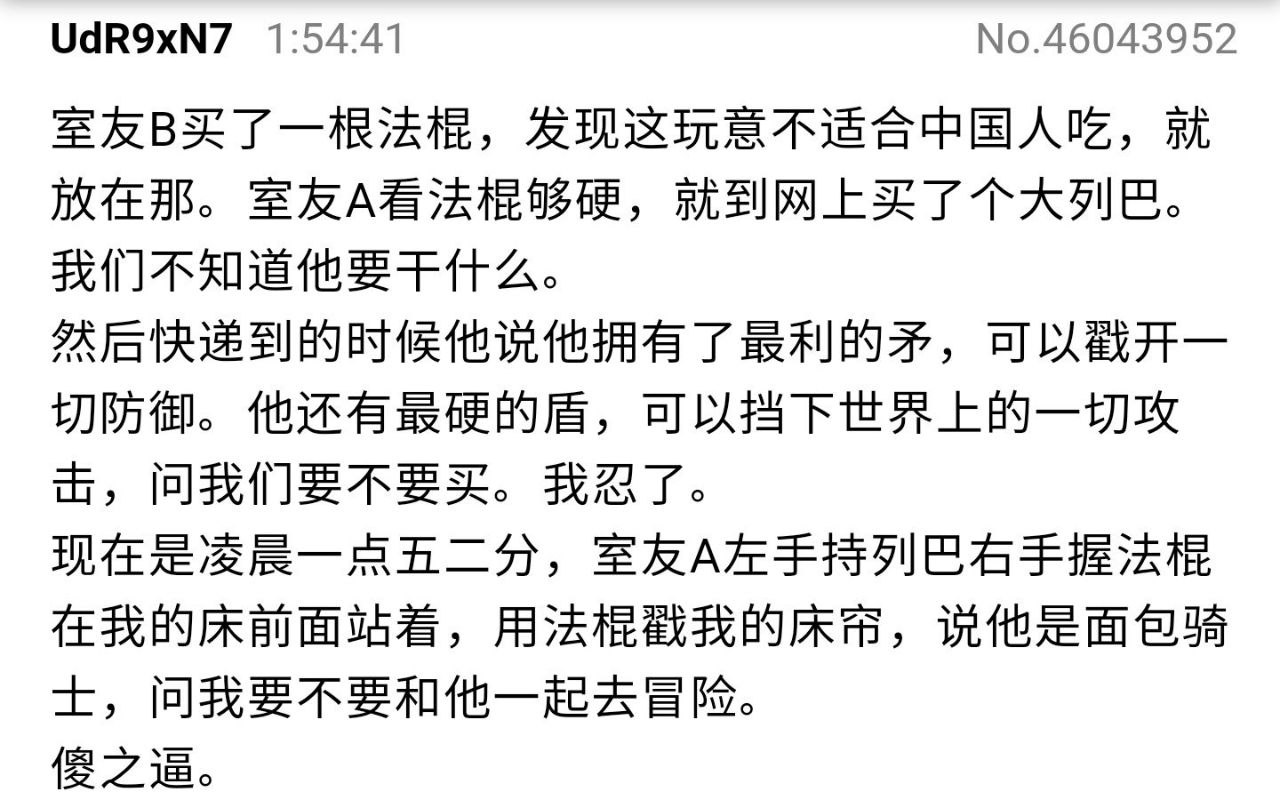 UdR9xN7 1:54:41 No.46043952
室友B买了一根法棍，发现这玩意不适合中国人吃，就
放在那。室友A看法棍够硬，就到网上买了个大列巴。
我们不知道他要干什么。
然后快递到的时候他说他拥有了最利的矛，可以戳开一
切防御。他还有最硬的盾，可以挡下世界上的一切攻
击，问我们要不要买。我忍了。
现在是凌晨一点五二分，室友A左手持列巴右手握法棍
在我的床前面站着，用法棍戳我的床帘，说他是面包骑
士，问我要不要和他一起去冒险。
傻之逼。